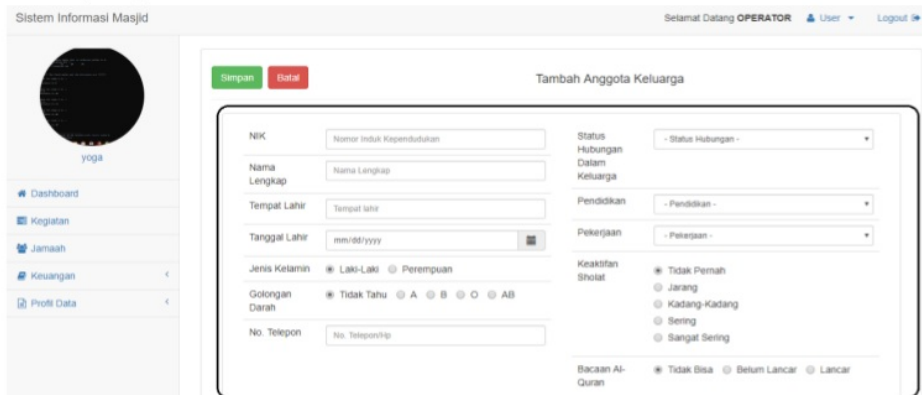 Sistem Informasi Masjid
Selamat Datang OPERATOR User Logout
yoga
Dashboard
Kegiatan
Jamaah
Keuangan
Profil Data
Simpan Batal
Tambah Anggota Keluarga
NIK
Nomor Induk Kependudukan
Nama
Lengkap
Nama Lengkap
Tempat Lahir
Tempat lahir
Tanggal Lahir
mm/dd/yyyy
Jenis Kelamin
Laki-Laki Perempuan
Golongan
Darah
Tidak Tahu A B O AB
No. Telepon
No. Telepon/Hp
Status
Hubungan
Dalam
Keluarga
- Status Hubungan -
Pendidikan
- Pendidikan -
Pekerjaan
- Pekerjaan -
Keaktifan
Sholat
Tidak Pernah
Jarang
Kadang-Kadang
Sering
Sangat Sering
Bacaan Al-
Quran
Tidak Bisa Belum Lancar Lancar